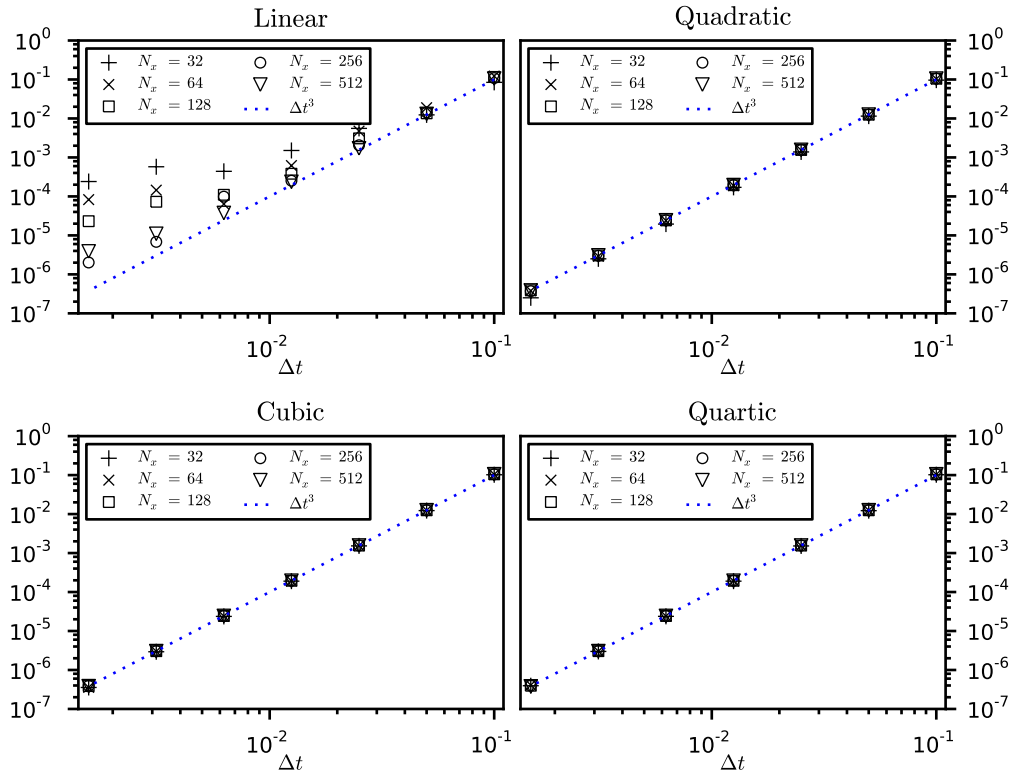 Linear
10^0
10^-1
10^-2
10^-3
10^-4
10^-5
10^-6
10^-7
N_x = 32
N_x = 64
N_x = 128
N_x = 256
N_x = 512
Δt^3
10^-2
10^-1
Δt
Quadratic
N_x = 32
N_x = 64
N_x = 128
N_x = 256
N_x = 512
Δt^3
10^0
10^-1
10^-2
10^-3
10^-4
10^-5
10^-6
10^-7
10^-2
10^-1
Δt
Cubic
10^0
10^-1
10^-2
10^-3
10^-4
10^-5
10^-6
10^-7
N_x = 32
N_x = 64
N_x = 128
N_x = 256
N_x = 512
Δt^3
10^-2
10^-1
Δt
Quartic
N_x = 32
N_x = 64
N_x = 128
N_x = 256
N_x = 512
Δt^3
10^0
10^-1
10^-2
10^-3
10^-4
10^-5
10^-6
10^-7
10^-2
10^-1
Δt